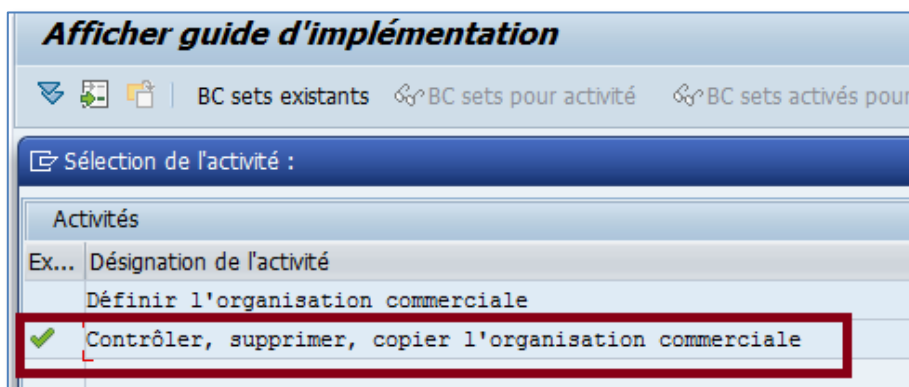 Afficher guide d'implémentation
BC sets existants BC sets pour activité BC sets activés pour
Sélection de l'activité :
Activités
Ex... Désignation de l'activité
Définir l'organisation commerciale
Contrôler, supprimer, copier l'organisation commerciale